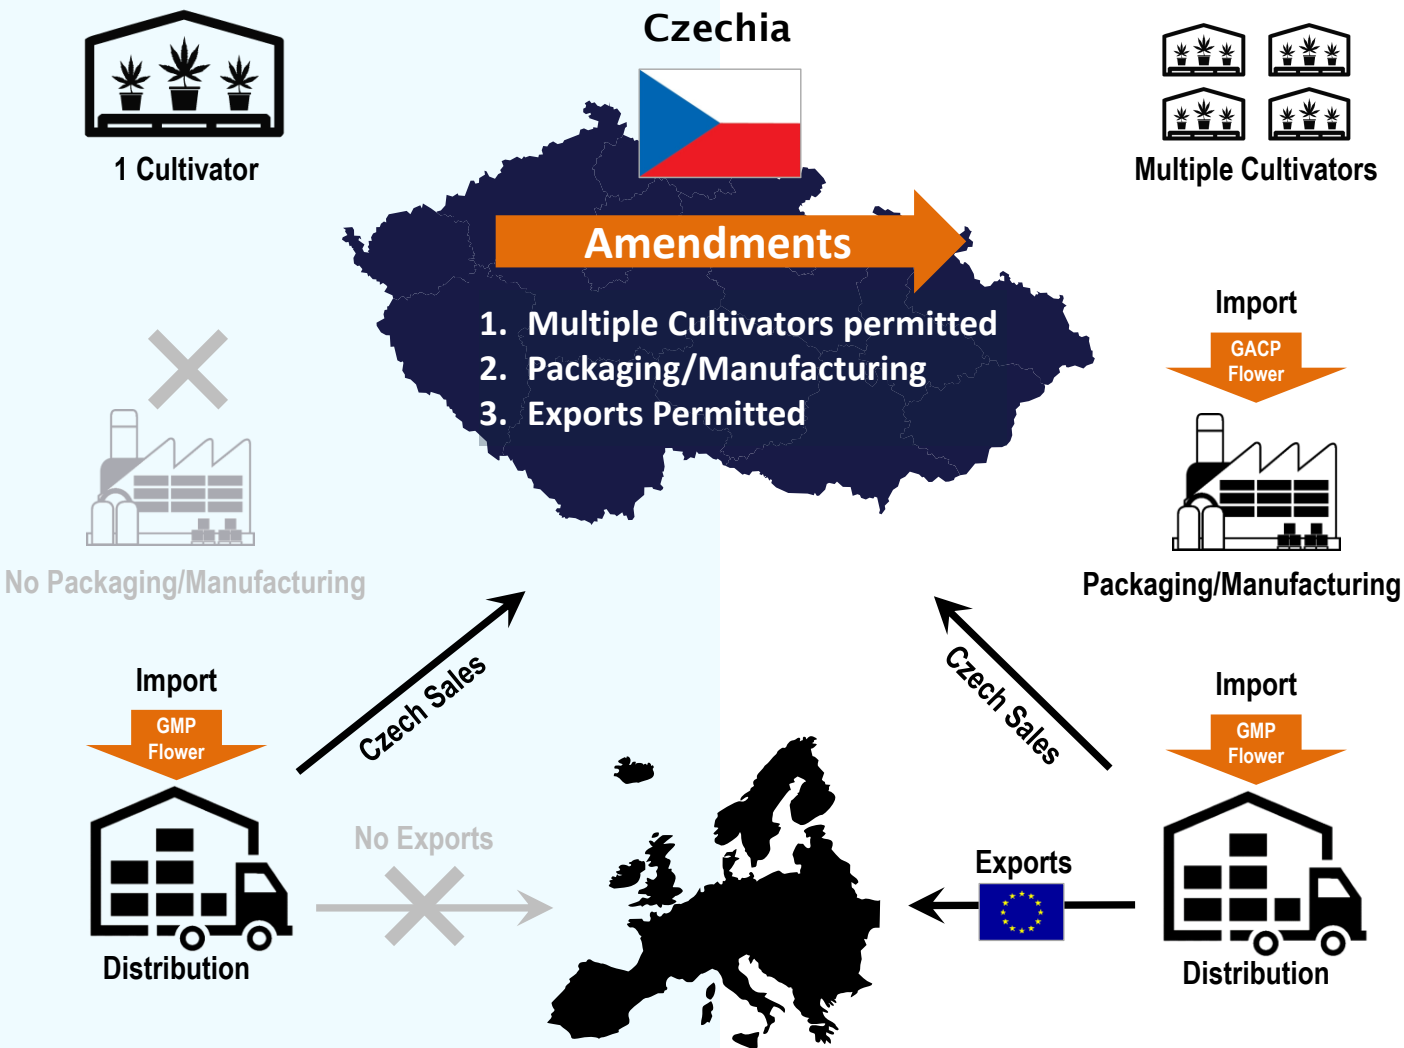 Czechia
1 Cultivator
Multiple Cultivators
Amendments
1. Multiple Cultivators permitted
2. Packaging/Manufacturing
3. Exports Permitted
Import
GACP
Flower
No Packaging/Manufacturing
Packaging/Manufacturing
Import
GMP
Flower
Czech Sales
Czech Sales
Import
GMP
Flower
No Exports
Exports
Distribution
Distribution